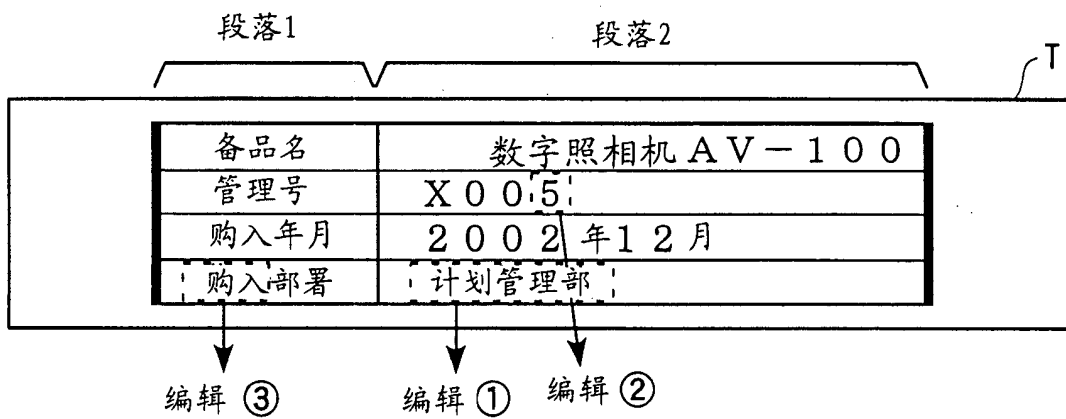 段落1 段落2
T
备品名 数字照相机AV-100
管理号 X005
购入年月 2002年12月
购入部署 计划管理部
编辑③ 编辑① 编辑②